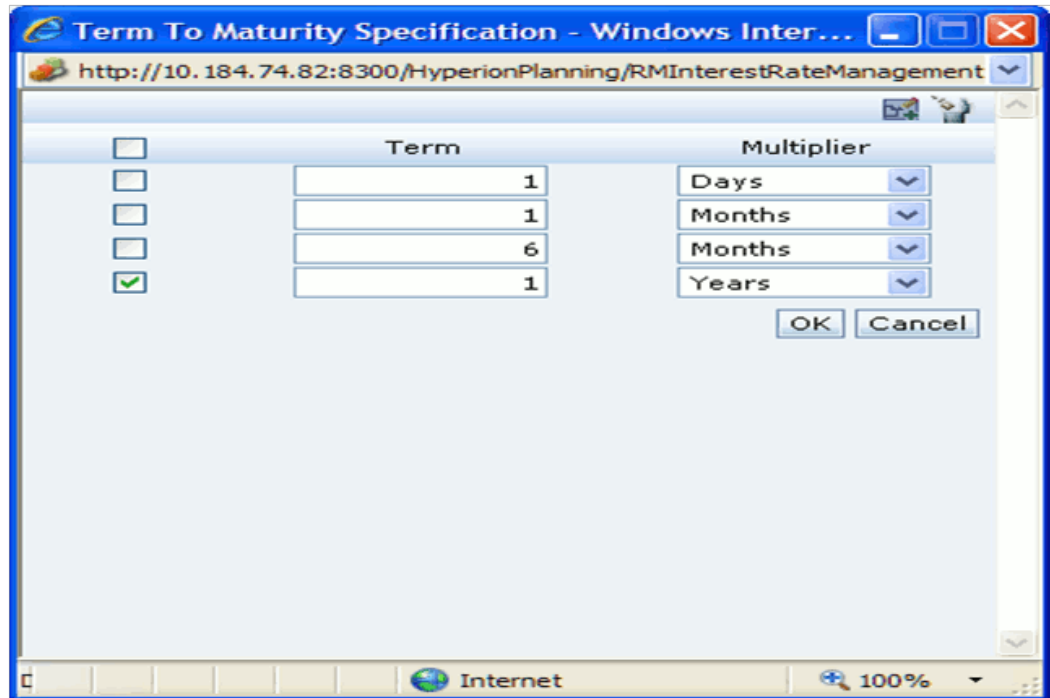 Term To Maturity Specification - Windows Inter...
http://10.184.74.82:8300/HyperionPlanning/RMInterestRateManagement
Term Multiplier
1 Days
1 Months
6 Months
1 Years
OK Cancel
Internet 100%